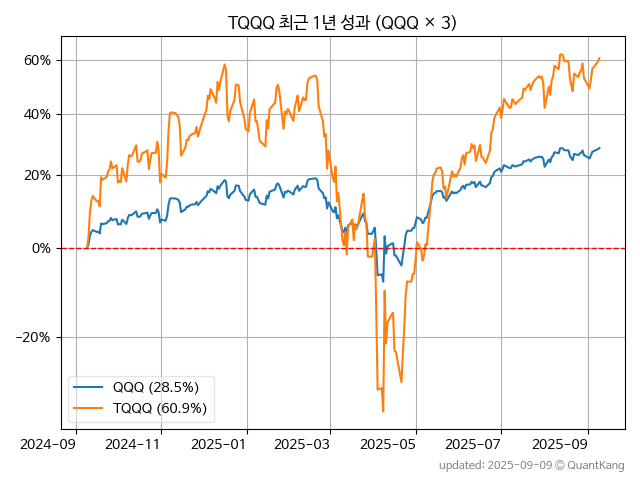 TQQQ 최근 1년 성과 (QQQ × 3)
60%
40%
20%
0%
−20%
QQQ (28.5%)
TQQQ (60.9%)
2024-09 2024-11 2025-01 2025-03 2025-05 2025-07 2025-09
updated: 2025-09-09 © QuantKang